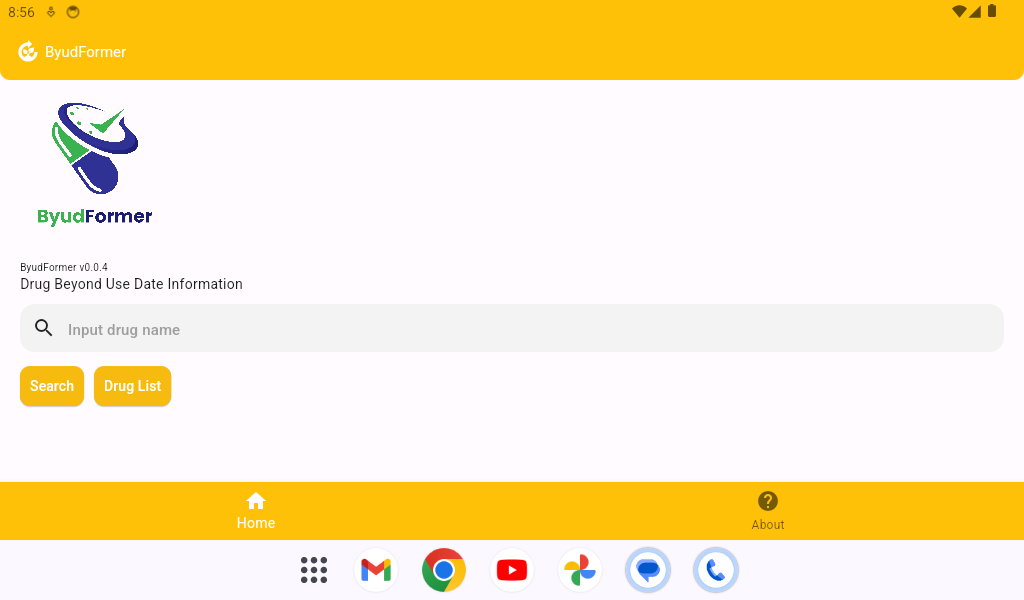 8:56
ByudFormer
ByudFormer
ByudFormer v0.0.4
Drug Beyond Use Date Information
Input drug name
Search
Drug List
Home
About